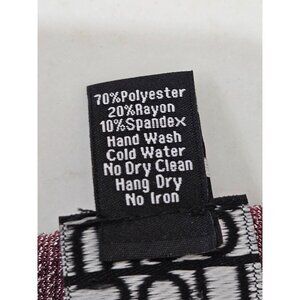 70%Polyester
20%Rayon
10%Spandex
Hand Wash
Cold Water
No Dry Clean
Hang Dry
No Iron